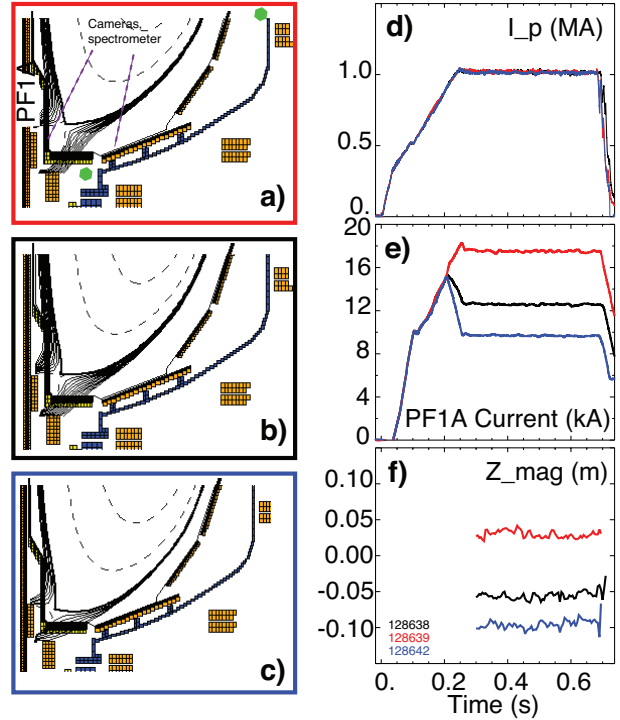 Cameras,
spectrometer
PF1A
a)
b)
c)
d) I_p (MA)
1.0
0.5
0.
e)
20
16
12
8
4
0
PF1A Current (kA)
f) Z_mag (m)
0.10
0.05
0.00
-0.05
-0.10
128638
128639
128642
0. 0.2 0.4 0.6
Time (s)